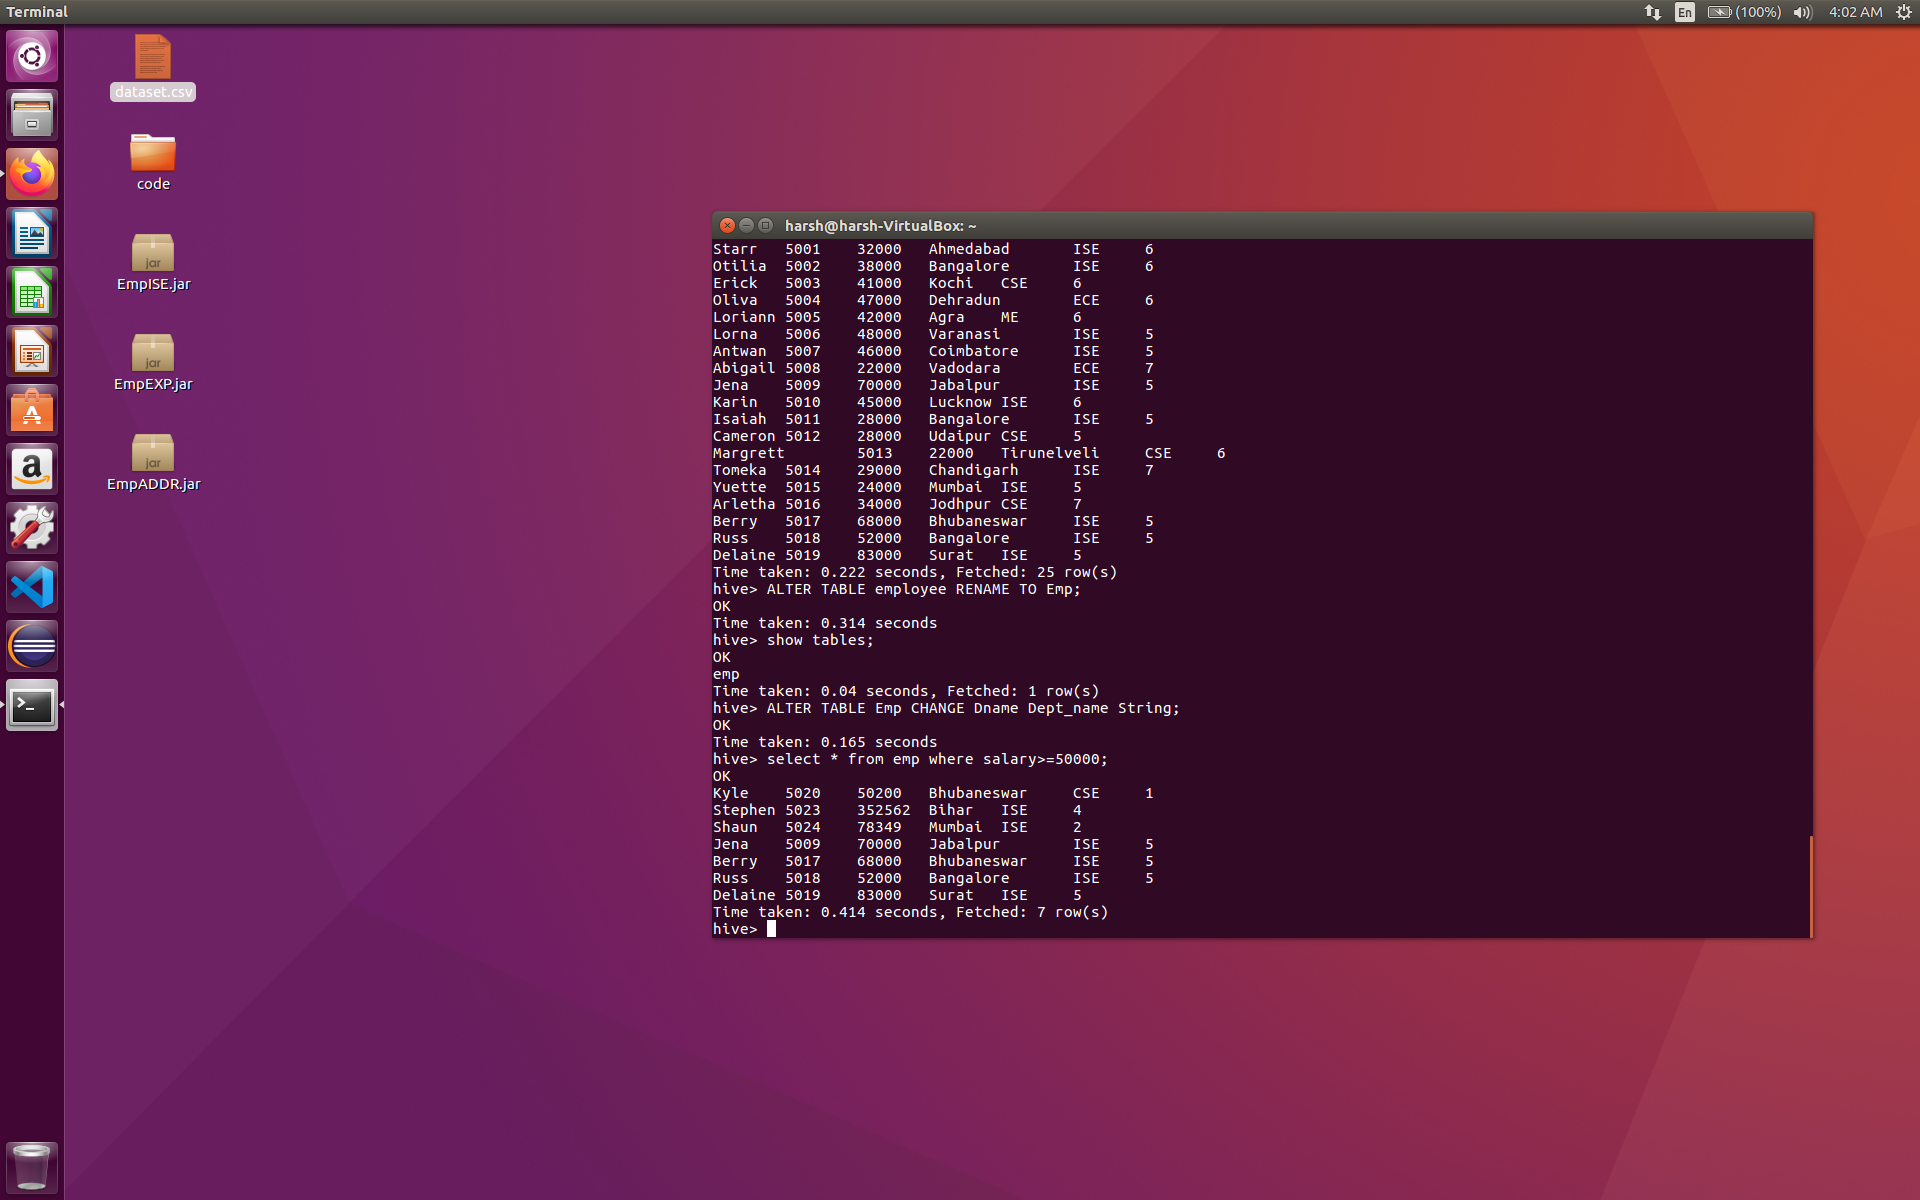 Terminal
En
(100%)
4:02 AM
dataset.csv
code
jar
EmpISE.jar
jar
EmpEXP.jar
jar
EmpADDR.jar
harsh@harsh-VirtualBox: ~
Starr 5001 32000 Ahmedabad ISE 6
Otilia 5002 38000 Bangalore ISE 6
Erick 5003 41000 Kochi CSE 6
Oliva 5004 47000 Dehradun ECE 6
Loriann 5005 42000 Agra ME 6
Lorna 5006 48000 Varanasi ISE 5
Antwan 5007 46000 Coimbatore ISE 5
Abigail 5008 22000 Vadodara ECE 7
Jena 5009 70000 Jabalpur ISE 5
Karin 5010 45000 Lucknow ISE 6
Isaiah 5011 28000 Bangalore ISE 5
Cameron 5012 28000 Udaipur CSE 5
Margrett 5013 22000 Tirunelveli CSE 6
Tomeka 5014 29000 Chandigarh ISE 7
Yuette 5015 24000 Mumbai ISE 5
Arletha 5016 34000 Jodhpur CSE 7
Berry 5017 68000 Bhubaneswar ISE 5
Russ 5018 52000 Bangalore ISE 5
Delaine 5019 83000 Surat ISE 5
Time taken: 0.222 seconds, Fetched: 25 row(s)
hive> ALTER TABLE employee RENAME TO Emp;
OK
Time taken: 0.314 seconds
hive> show tables;
OK
emp
Time taken: 0.04 seconds, Fetched: 1 row(s)
hive> ALTER TABLE Emp CHANGE Dname Dept_name String;
OK
Time taken: 0.165 seconds
hive> select * from emp where salary>=50000;
OK
Kyle 5020 50200 Bhubaneswar CSE 1
Stephen 5023 352562 Bihar ISE 4
Shaun 5024 78349 Mumbai ISE 2
Jena 5009 70000 Jabalpur ISE 5
Berry 5017 68000 Bhubaneswar ISE 5
Russ 5018 52000 Bangalore ISE 5
Delaine 5019 83000 Surat ISE 5
Time taken: 0.414 seconds, Fetched: 7 row(s)
hive>